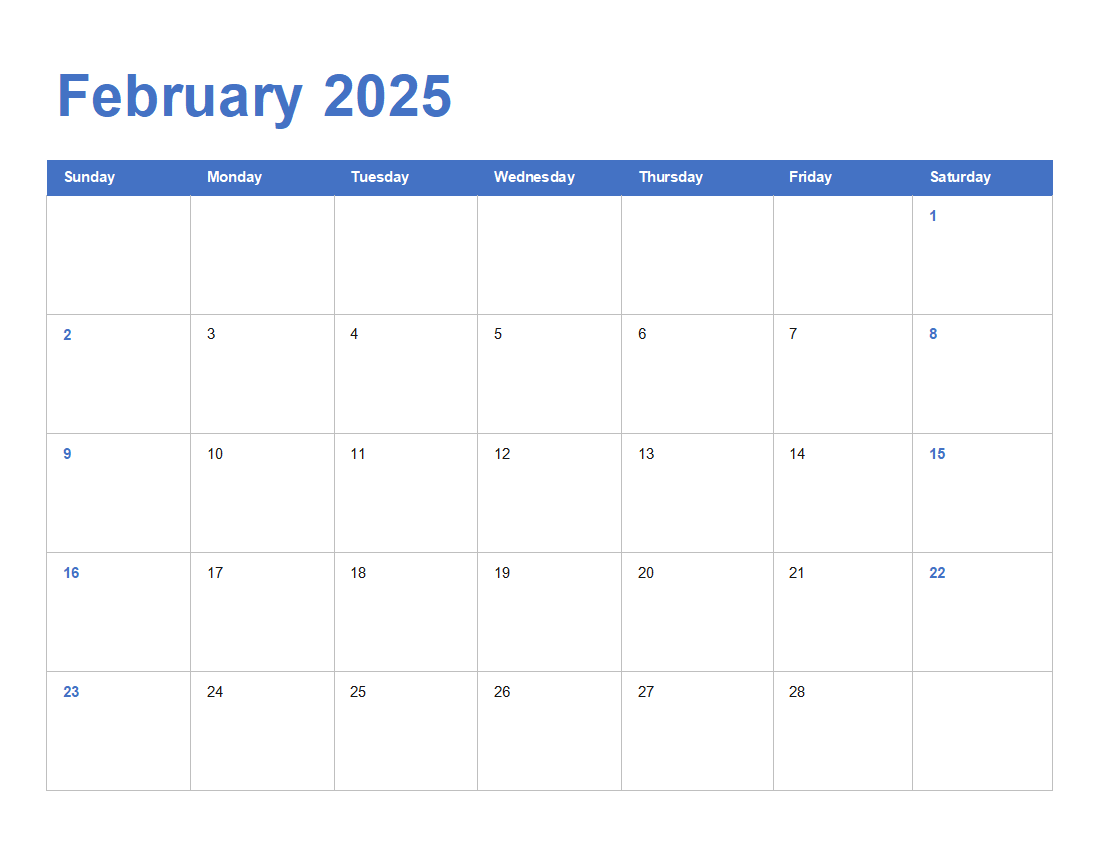 February 2025
Sunday Monday Tuesday Wednesday Thursday Friday Saturday
1
2 3 4 5 6 7 8
9 10 11 12 13 14 15
16 17 18 19 20 21 22
23 24 25 26 27 28